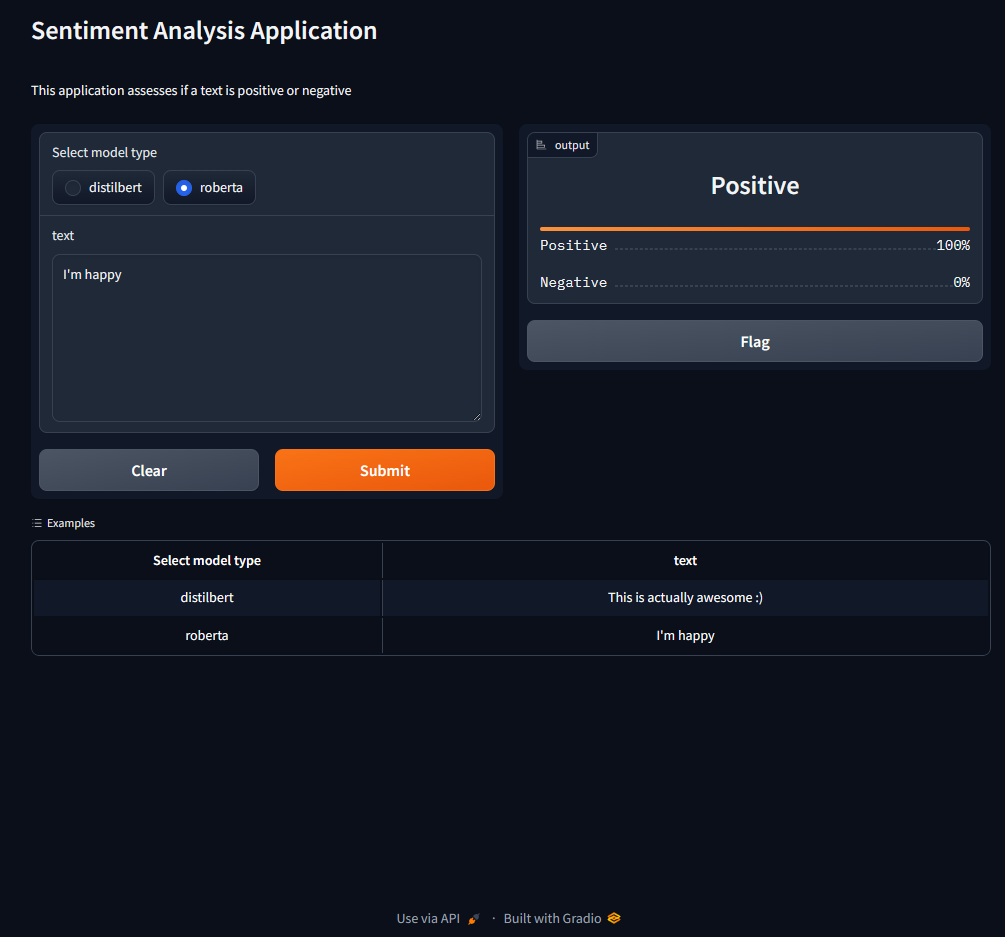 Sentiment Analysis Application
This application assesses if a text is positive or negative
Select model type
distilbert roberta
text
I'm happy
Clear Submit
output
Positive
Positive 100%
Negative 0%
Flag
Examples
Select model type text
distilbert This is actually awesome :)
roberta I'm happy
Use via API · Built with Gradio